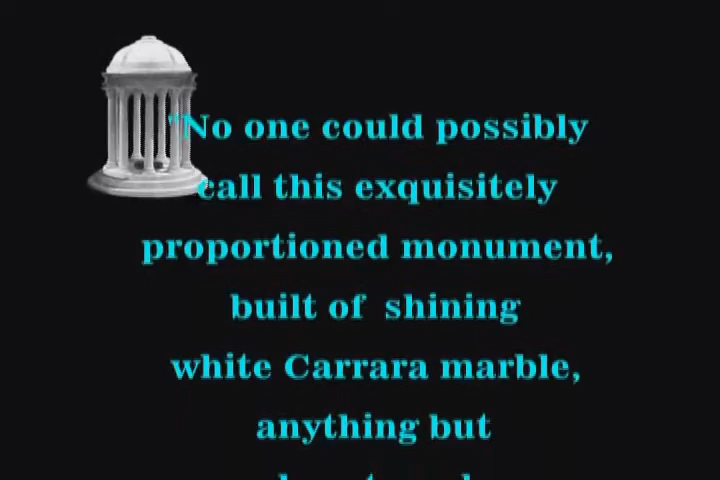 "No one could possibly
call this exquisitely
proportioned monument,
built of shining
white Carrara marble,
anything but